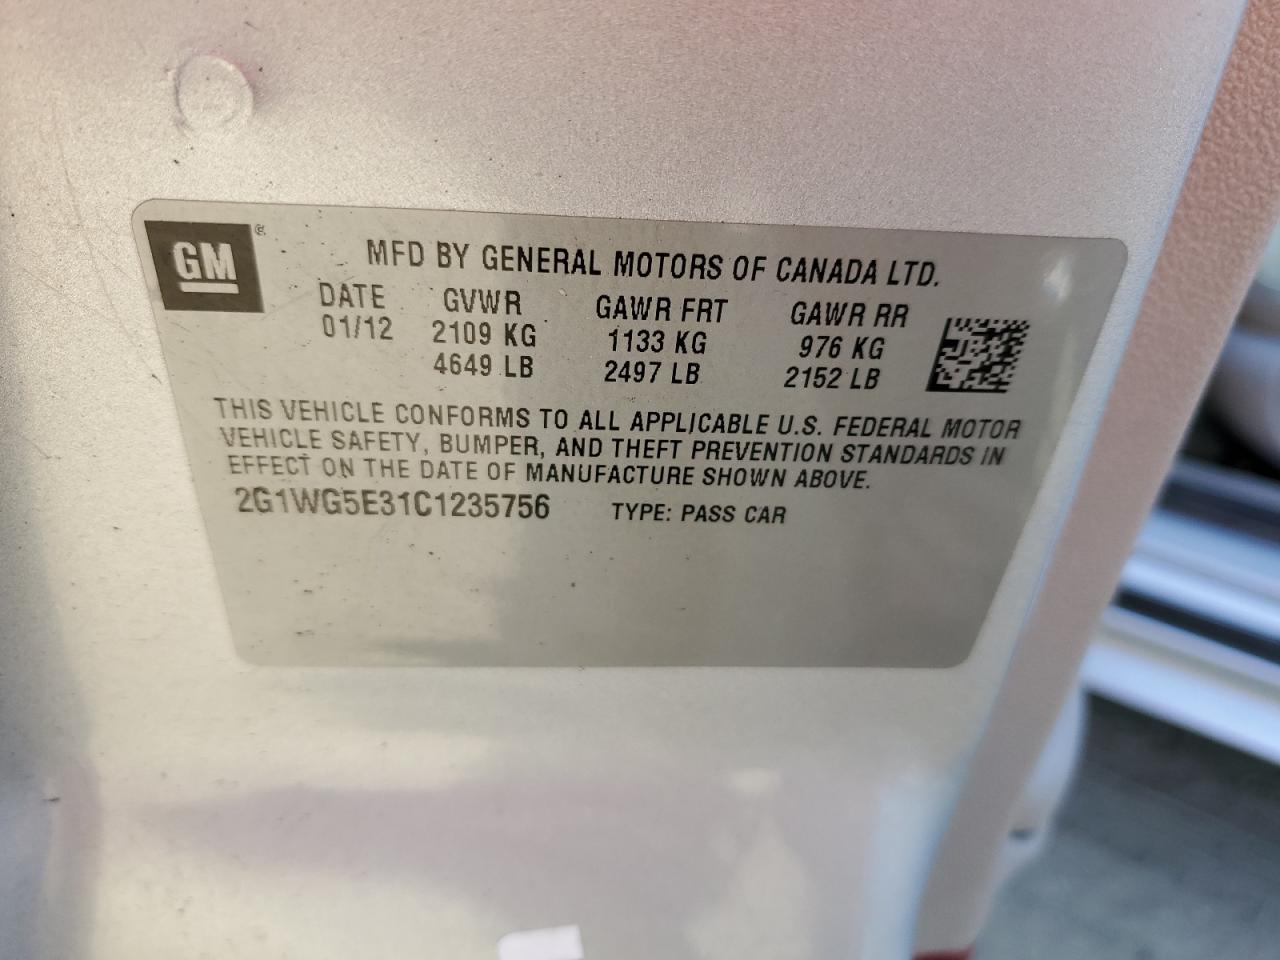 GM
MFD BY GENERAL MOTORS OF CANADA LTD.
DATE GVWR GAWR FRT GAWR RR
01/12 2109 KG 1133 KG 976 KG
4649 LB 2497 LB 2152 LB
THIS VEHICLE CONFORMS TO ALL APPLICABLE U.S. FEDERAL MOTOR
VEHICLE SAFETY, BUMPER, AND THEFT PREVENTION STANDARDS IN
EFFECT ON THE DATE OF MANUFACTURE SHOWN ABOVE.
2G1WG5E31C1235756 TYPE: PASS CAR